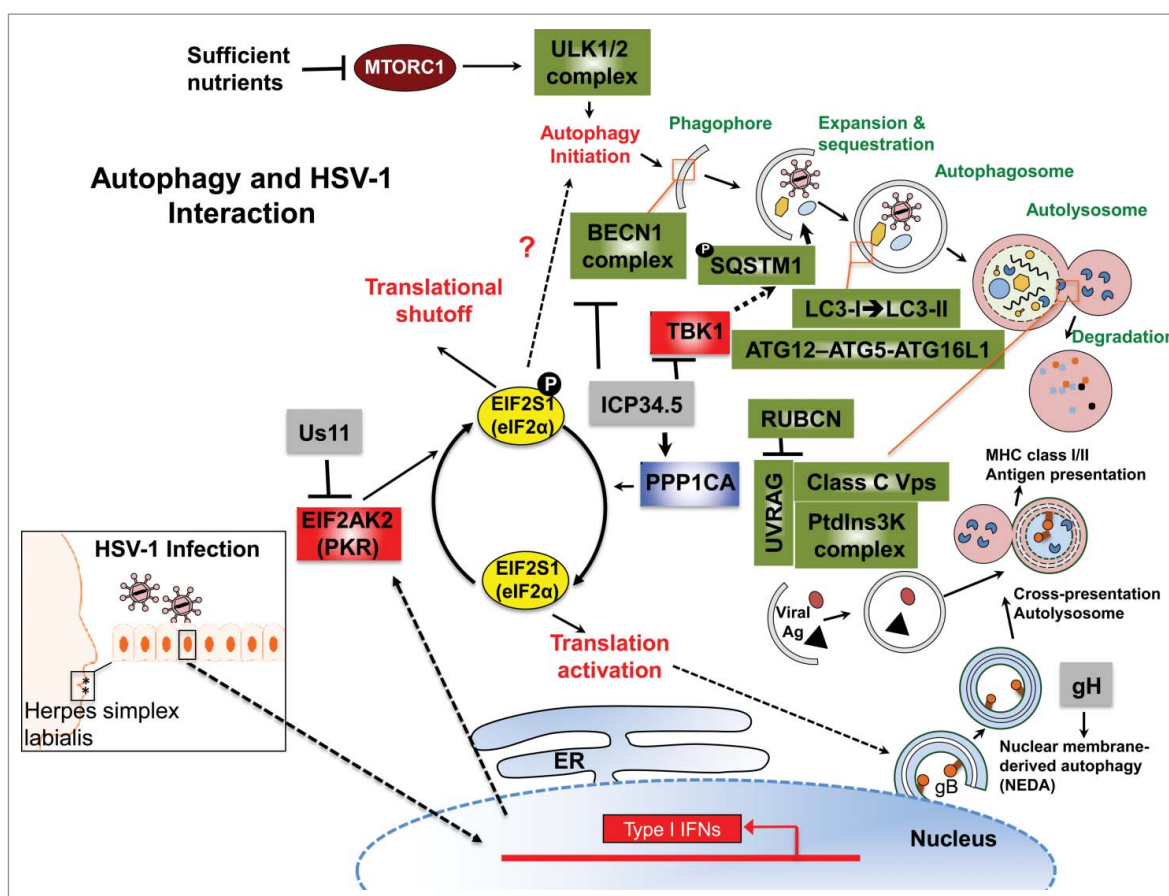 Sufficient
nutrients
MTORC1
ULK1/2
complex
Autophagy
Initiation
Phagophore
Expansion &
sequestration
Autophagosome
Autolysosome
Autophagy and HSV-1
Interaction
?
BECN1
complex
P
SQSTM1
LC3-I➔LC3-II
TBK1
ATG12–ATG5-ATG16L1
Degradation
Translational
shutoff
P
EIF2S1
(eIF2α)
ICP34.5
Us11
RUBCN
PPP1CA
UVRAG
Class C Vps
PtdIns3K
complex
MHC class I/II
Antigen presentation
EIF2AK2
(PKR)
HSV-1 Infection
EIF2S1
(eIF2α)
Viral
Ag
Cross-presentation
Autolysosome
Translation
activation
**
Herpes simplex
labialis
gH
ER
Nuclear membrane-
derived autophagy
(NEDA)
gB
Type I IFNs
Nucleus